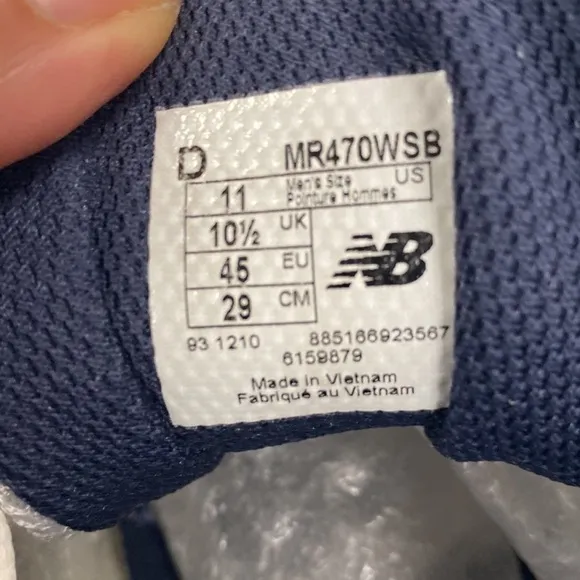 D MR470WSB
11 Men's Size US
Pointure Hommes
10½ UK
45 EU
29 CM
NB
93 1210 885166923567
6159879
Made in Vietnam
Fabriqué au Vietnam